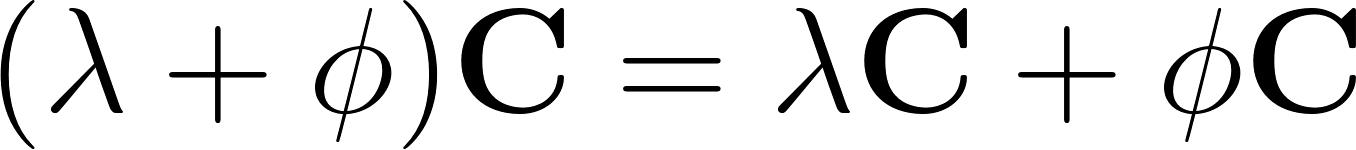 (λ + ϕ)𝐂 = λ𝐂 + ϕ𝐂